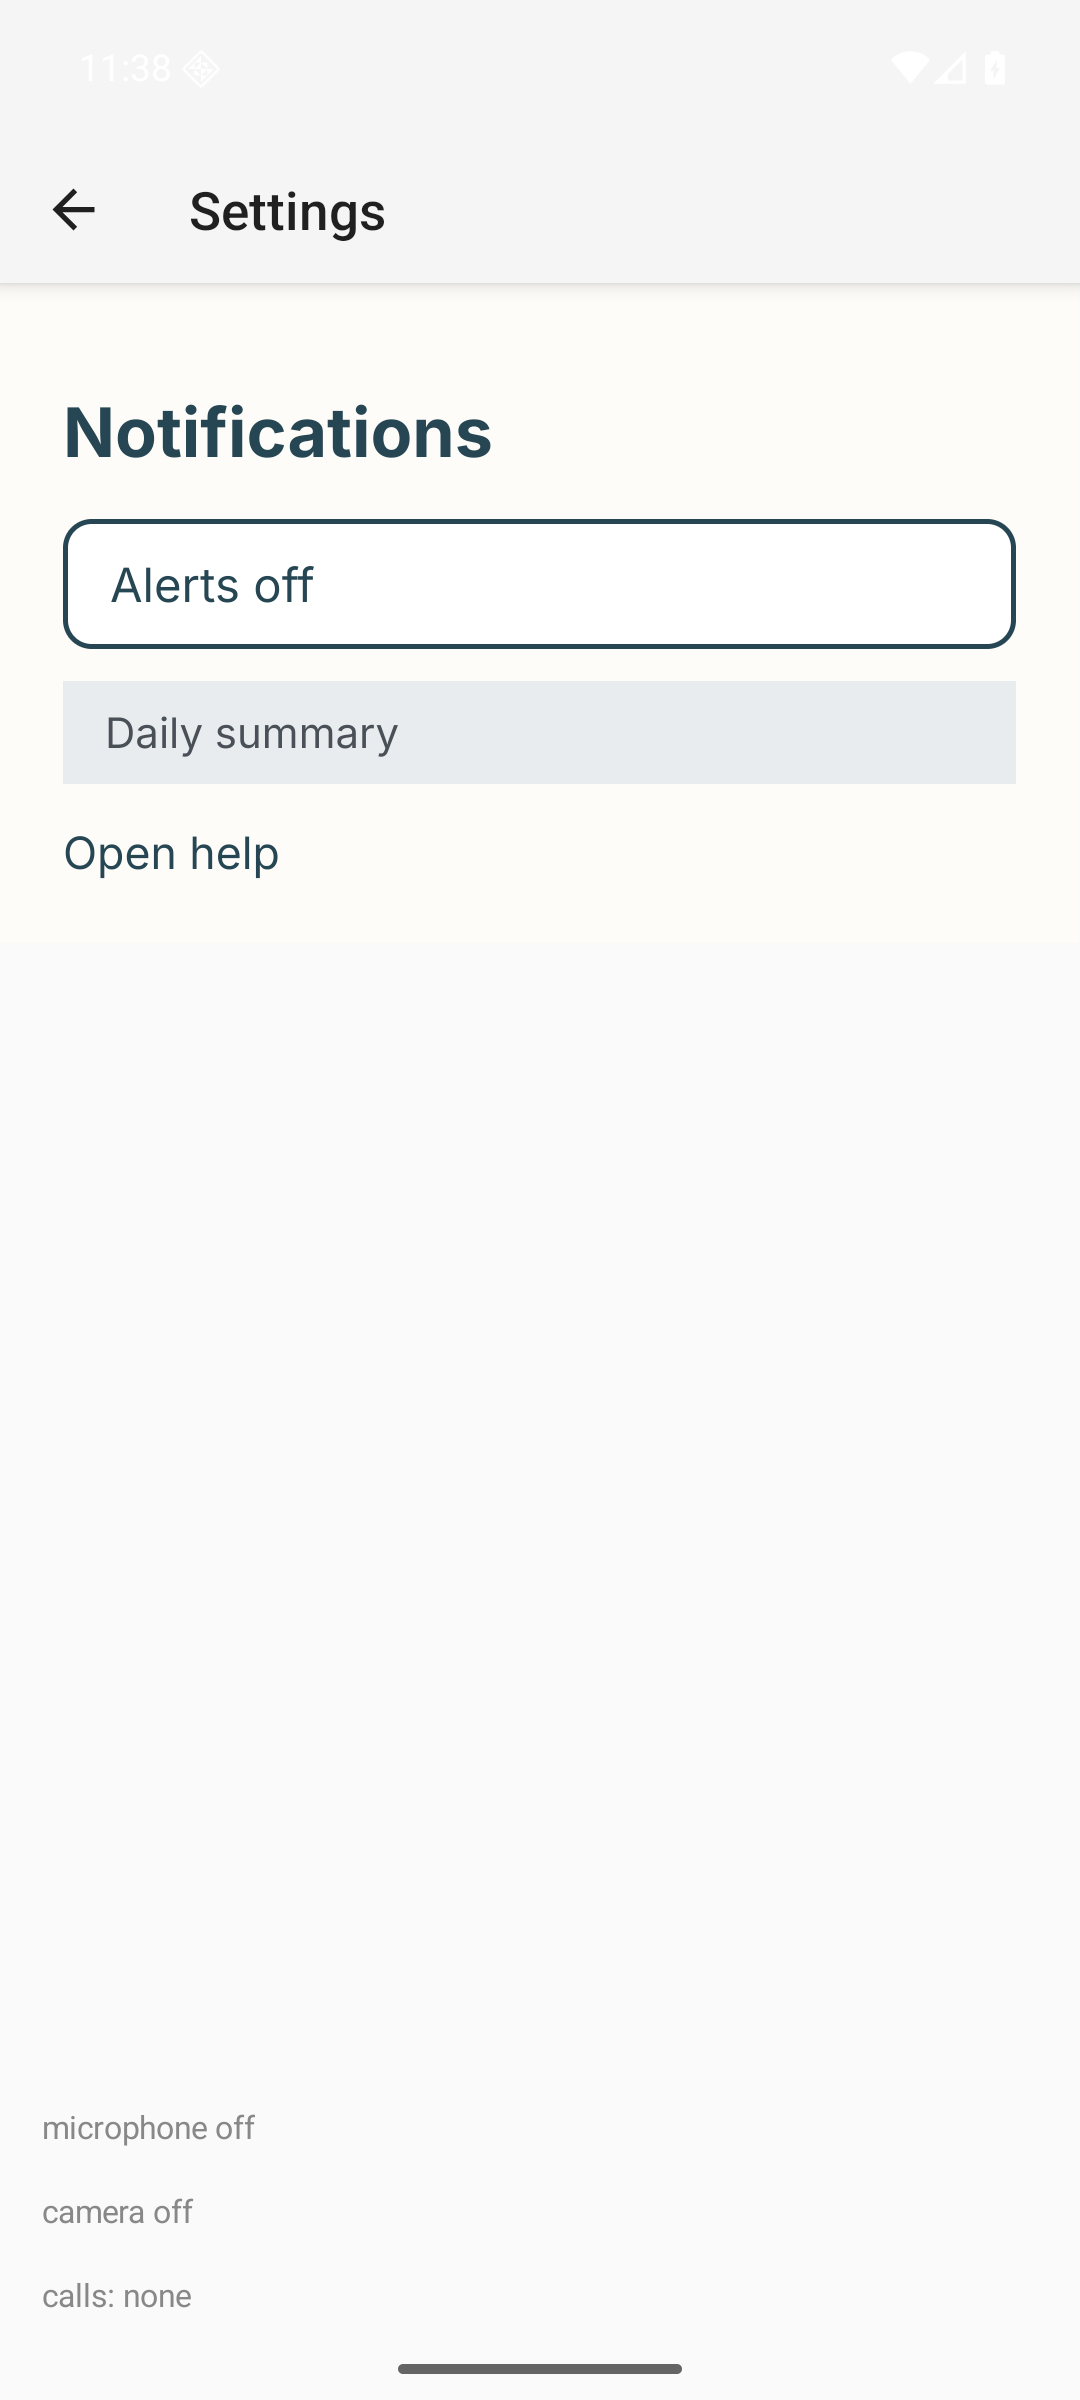 11:38
Settings
Notifications
Alerts off
Daily summary
Open help
microphone off
camera off
calls: none